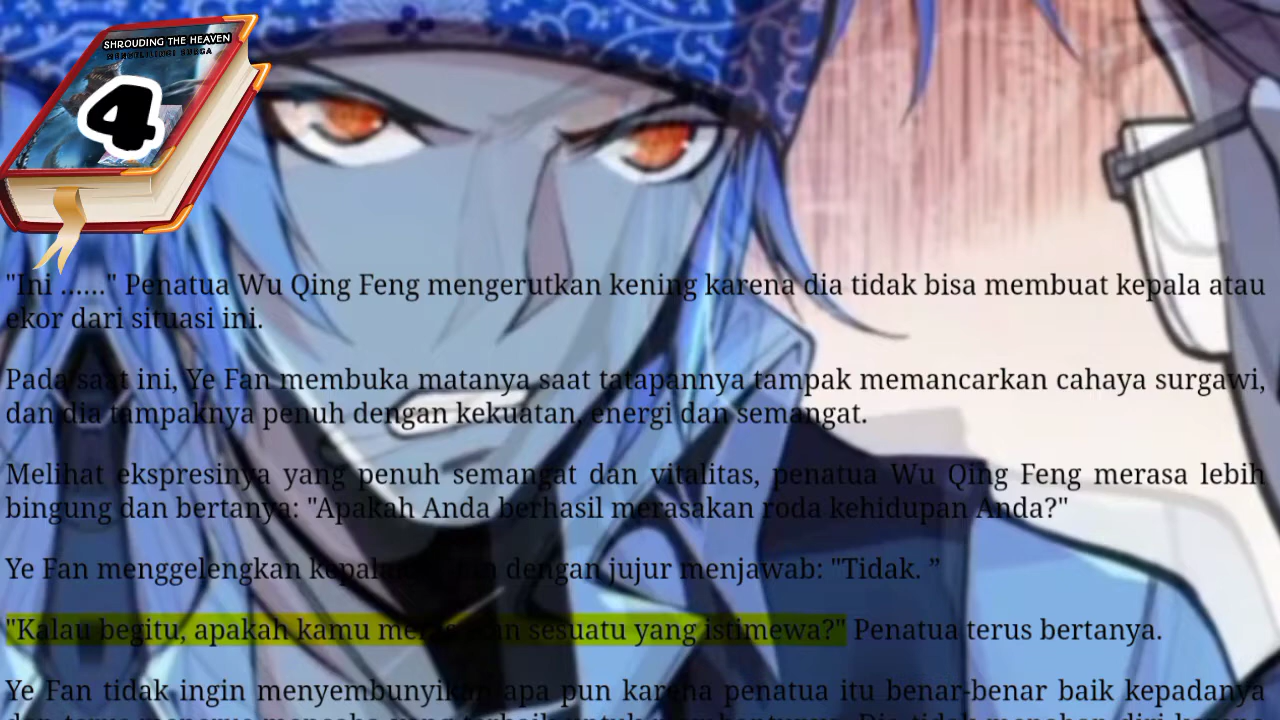 SHROUDING THE HEAVEN
4
"Ini ......" Penatua Wu Qing Feng mengerutkan kening karena dia tidak bisa membuat kepala atau
ekor dari situasi ini.
Pada saat ini, Ye Fan membuka matanya saat tatapannya tampak memancarkan cahaya surgawi,
dan dia tampaknya penuh dengan kekuatan, energi dan semangat.
Melihat ekspresinya yang penuh semangat dan vitalitas, penatua Wu Qing Feng merasa lebih
bingung dan bertanya: "Apakah Anda berhasil merasakan roda kehidupan Anda?"
Ye Fan menggelengkan dengan jujur menjawab: "Tidak. ”
"Kalau begitu, apakah kamu sesuatu yang istimewa?" Penatua terus bertanya.
Ye Fan tidak ingin menyembunyikan apa pun karena penatua itu benar-benar baik kepadanya